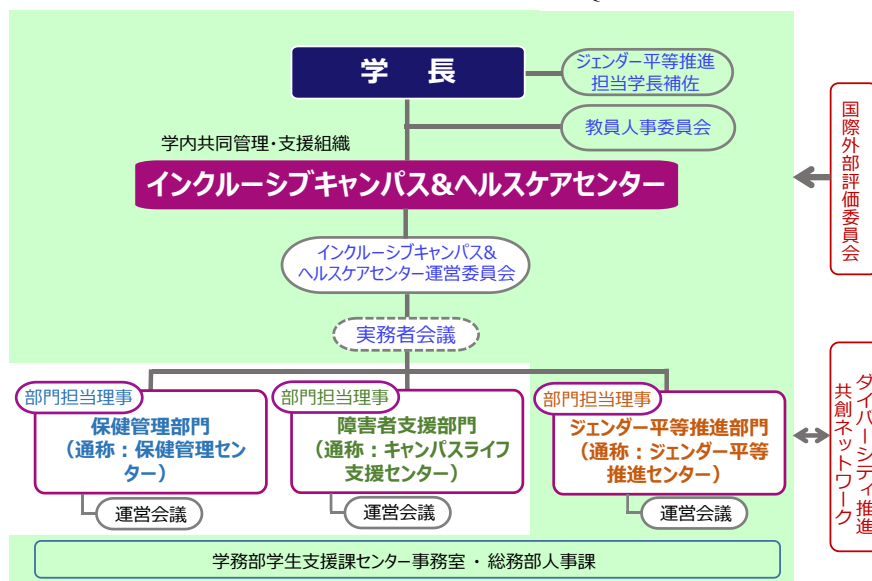 学 長
ジェンダー平等推進
担当学長補佐
教員人事委員会
学内共同管理・支援組織
インクルーシブキャンパス&ヘルスケアセンター
国際外部評価委員会
インクルーシブキャンパス&
ヘルスケアセンター運営委員会
実務者会議
部門担当理事
保健管理部門
（通称：保健管理セン
ター）
運営会議
部門担当理事
障害者支援部門
（通称：キャンパスライフ
支援センター）
運営会議
部門担当理事
ジェンダー平等推進部門
（通称：ジェンダー平等
推進センター）
運営会議
ダイバーシティ推進
共創ネットワーク
学務部学生支援課センター事務室 ・ 総務部人事課